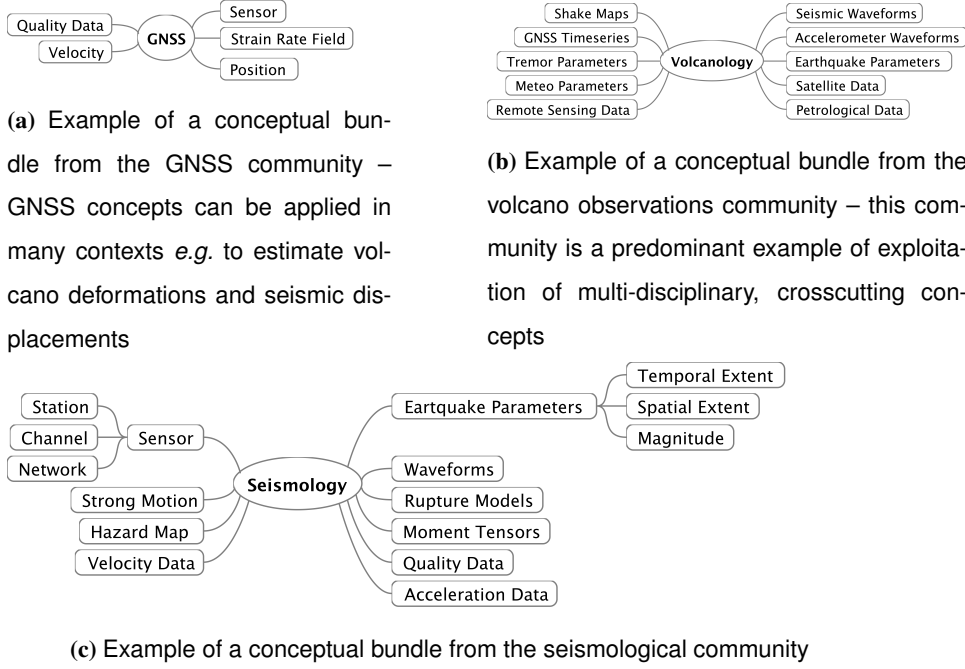 Quality Data
Velocity
GNSS
Sensor
Strain Rate Field
Position
(a) Example of a conceptual bun-
dle from the GNSS community –
GNSS concepts can be applied in
many contexts e.g. to estimate vol-
cano deformations and seismic dis-
placements
Shake Maps
GNSS Timeseries
Tremor Parameters
Meteo Parameters
Remote Sensing Data
Volcanology
Seismic Waveforms
Accelerometer Waveforms
Earthquake Parameters
Satellite Data
Petrological Data
(b) Example of a conceptual bundle from the
volcano observations community – this com-
munity is a predominant example of exploita-
tion of multi-disciplinary, crosscutting con-
cepts
Station
Channel
Network
Sensor
Strong Motion
Hazard Map
Velocity Data
Seismology
Eartquake Parameters
Temporal Extent
Spatial Extent
Magnitude
Waveforms
Rupture Models
Moment Tensors
Quality Data
Acceleration Data
(c) Example of a conceptual bundle from the seismological community